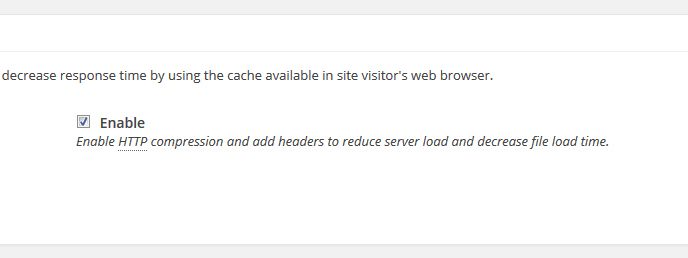 decrease response time by using the cache available in site visitor's web browser.
Enable
Enable HTTP compression and add headers to reduce server load and decrease file load time.